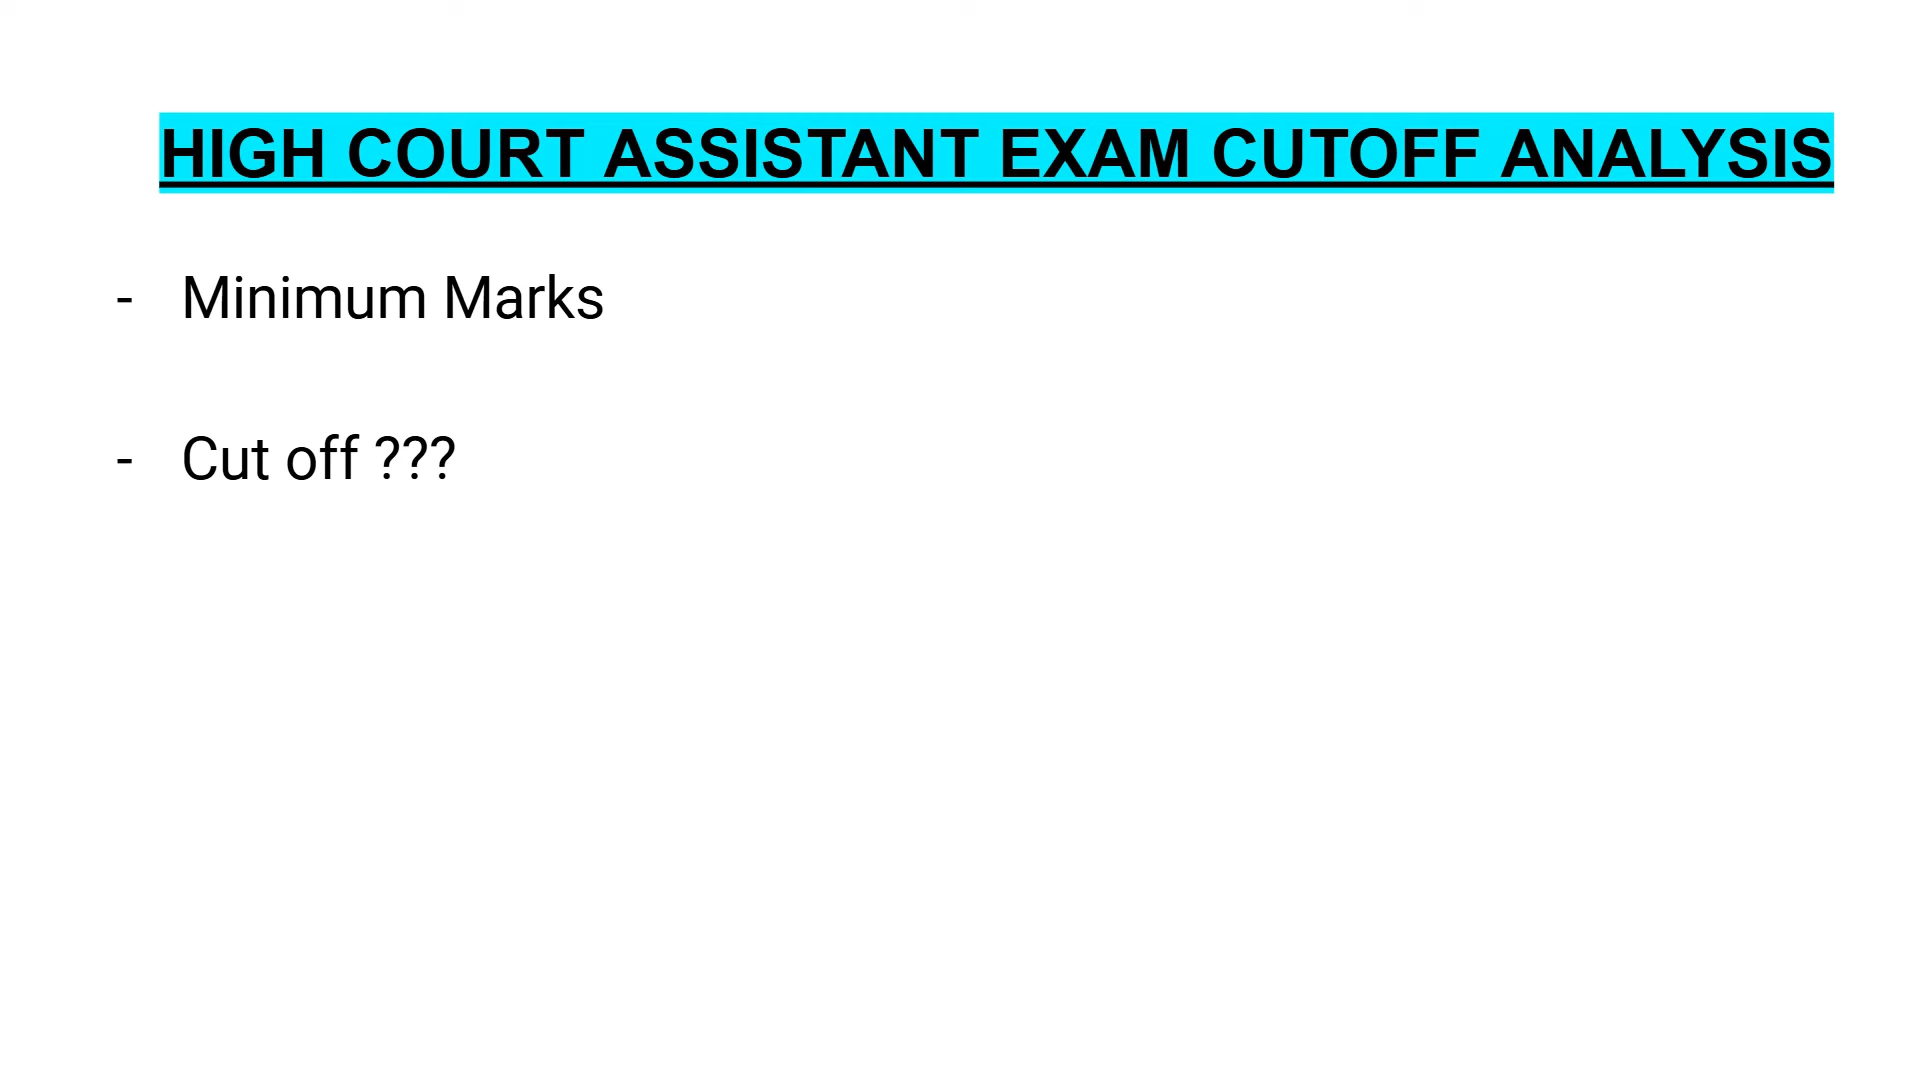 HIGH COURT ASSISTANT EXAM CUTOFF ANALYSIS
- Minimum Marks
- Cut off ???